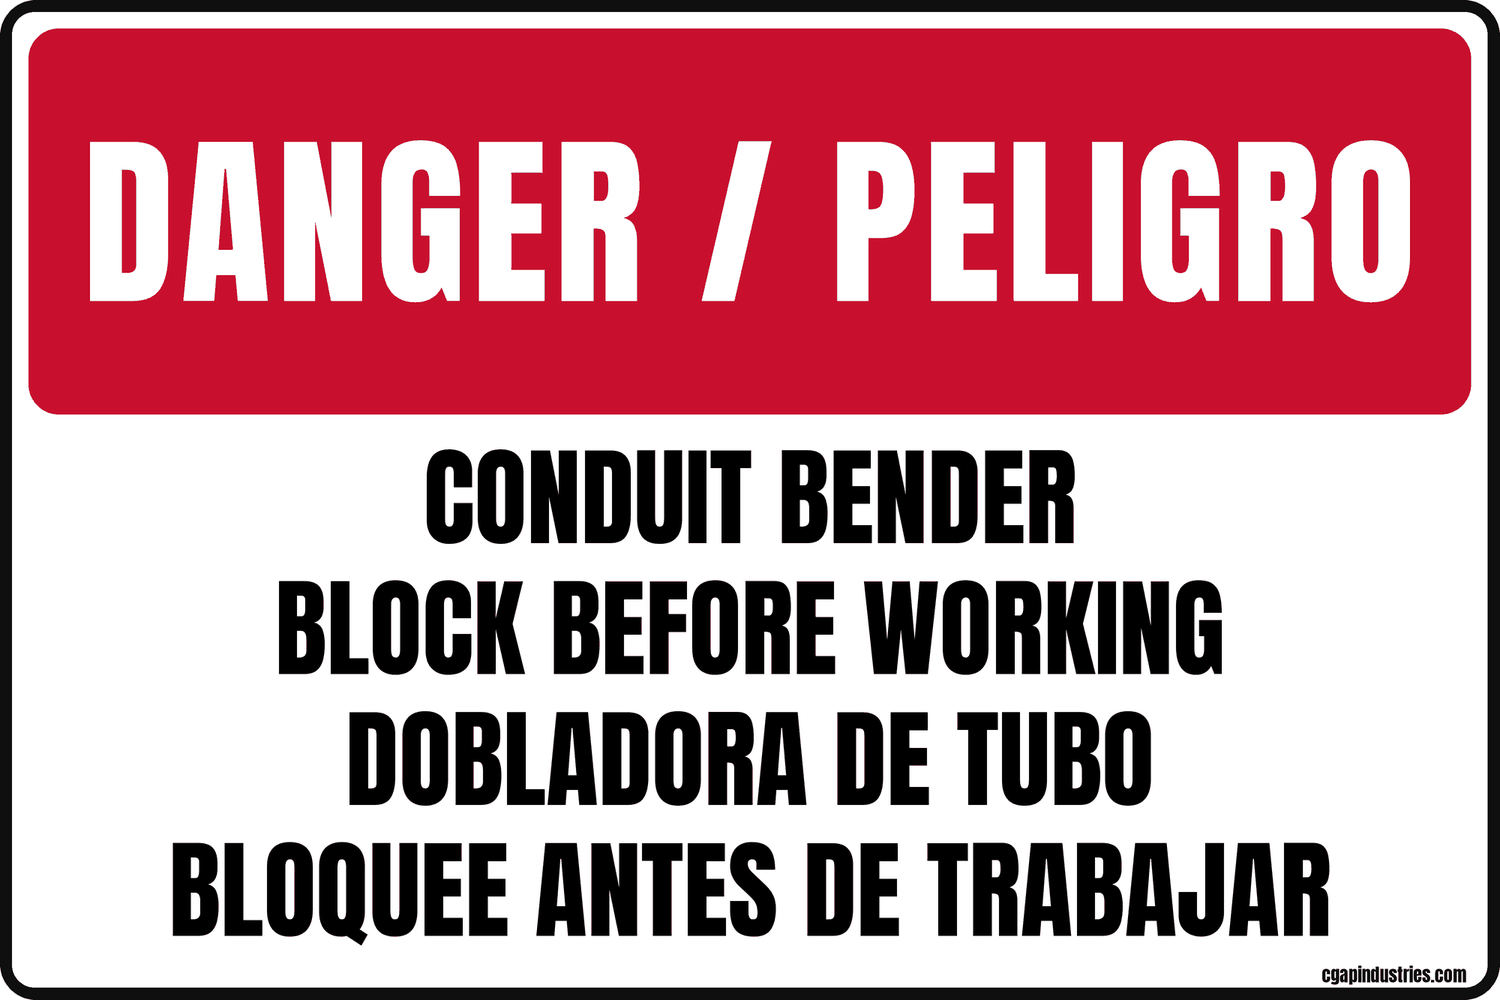 DANGER / PELIGRO
CONDUIT BENDER
BLOCK BEFORE WORKING
DOBLADORA DE TUBO
BLOQUEE ANTES DE TRABAJAR
cgapindustries.com